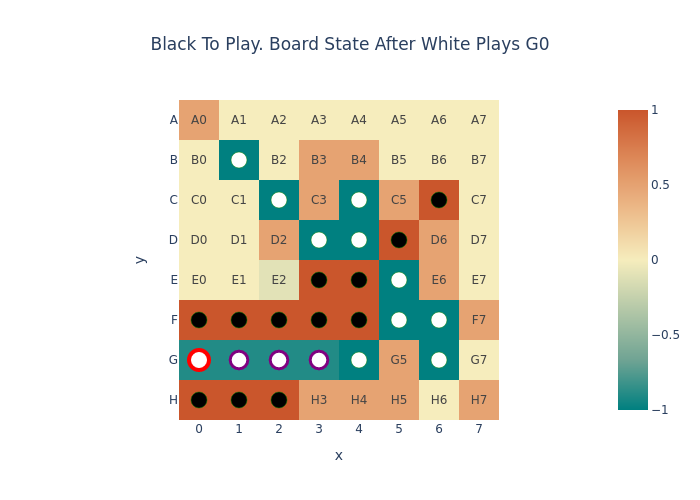 Black To Play. Board State After White Plays G0
A A0 A1 A2 A3 A4 A5 A6 A7
B B0 B2 B3 B4 B5 B6 B7
C C0 C1 C3 C5 C7
D D0 D1 D2 D6 D7
E E0 E1 E2 E6 E7
F F7
G G5 G7
H H3 H4 H5 H6 H7
0 1 2 3 4 5 6 7
x
y
1
0.5
0
−0.5
−1